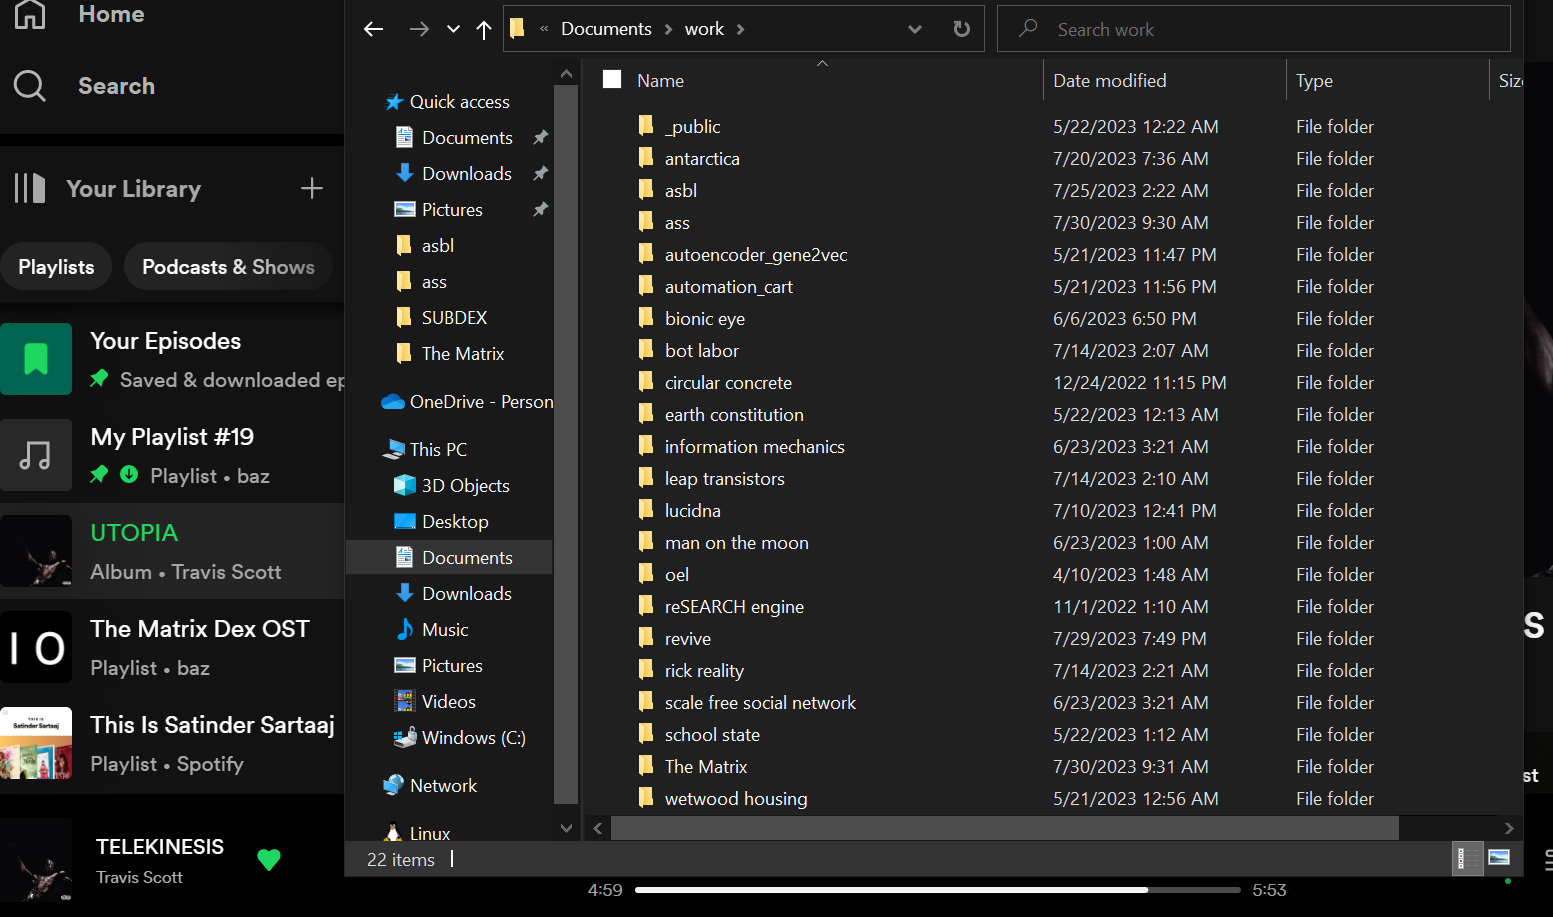 Home
Search
Your Library
Playlists
Podcasts & Shows
Your Episodes
Saved & downloaded ep
My Playlist #19
Playlist • baz
UTOPIA
Album • Travis Scott
The Matrix Dex OST
Playlist • baz
This Is Satinder Sartaaj
Playlist • Spotify
TELEKINESIS
Travis Scott
« Documents > work >
Search work
Quick access
Documents
Downloads
Pictures
asbl
ass
SUBDEX
The Matrix
OneDrive - Person
This PC
3D Objects
Desktop
Documents
Downloads
Music
Pictures
Videos
Windows (C:)
Network
Linux
Name Date modified Type Siz
_public 5/22/2023 12:22 AM File folder
antarctica 7/20/2023 7:36 AM File folder
asbl 7/25/2023 2:22 AM File folder
ass 7/30/2023 9:30 AM File folder
autoencoder_gene2vec 5/21/2023 11:47 PM File folder
automation_cart 5/21/2023 11:56 PM File folder
bionic eye 6/6/2023 6:50 PM File folder
bot labor 7/14/2023 2:07 AM File folder
circular concrete 12/24/2022 11:15 PM File folder
earth constitution 5/22/2023 12:13 AM File folder
information mechanics 6/23/2023 3:21 AM File folder
leap transistors 7/14/2023 2:10 AM File folder
lucidna 7/10/2023 12:41 PM File folder
man on the moon 6/23/2023 1:00 AM File folder
oel 4/10/2023 1:48 AM File folder
reSEARCH engine 11/1/2022 1:10 AM File folder
revive 7/29/2023 7:49 PM File folder
rick reality 7/14/2023 2:21 AM File folder
scale free social network 6/23/2023 3:21 AM File folder
school state 5/22/2023 1:12 AM File folder
The Matrix 7/30/2023 9:31 AM File folder
wetwood housing 5/21/2023 12:56 AM File folder
22 items
S
st
4:59
5:53